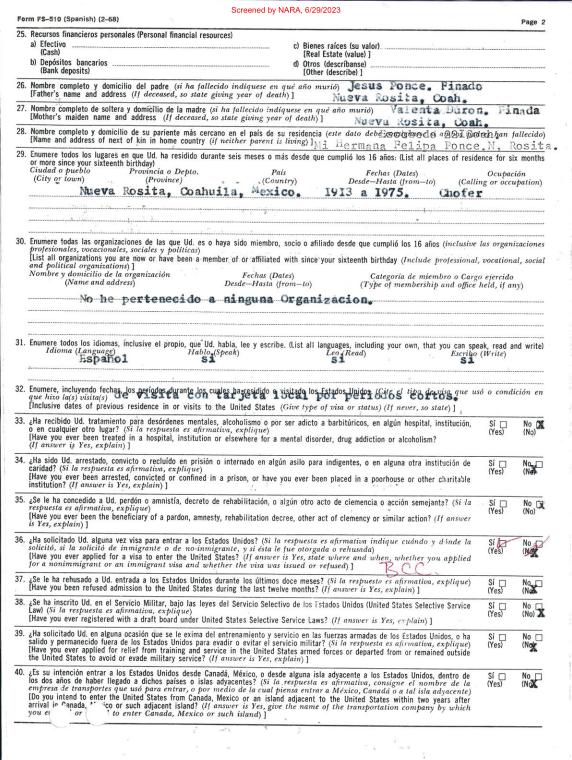 Screened by NARA, 6/29/2023
Form FS-510 (Spanish) (2-68)
Page 2
25. Recursos financieros personales (Personal financial resources)
a) Efectivo
(Cash)
c) Bienes raíces (su valor)
[Real Estate (value) ]
b) Depósitos bancarios
(Bank deposits)
d) Otros (descríbanse)
[Other (describe) ]
26. Nombre completo y domicilio del padre (si ha fallecido indíquese en qué año murió) Jesus Ponce. Finado
[Father's name and address (If deceased, so state giving year of death) ] Nueva Rosita, Coah.
27. Nombre completo de soltera y domicilio de la madre (si ha fallecido indíquese en qué año murió) Valenta Duron. Finada
[Mother's maiden name and address (If deceased, so state giving year of death) ] Nueva Rosita, Coah.
28. Nombre completo y domicilio de su pariente más cercano en el país de su residencia (este dato debe
han fallecido)
[Name and address of next of kin in home country (if neither parent is living) ] Mi Hermana Felipa Ponce.N, Rosita.
29. Enumere todos los lugares en que Ud. ha residido durante seis meses o más desde que cumplió los 16 años: (List all places of residence for six months
or more since your sixteenth birthday)
Ciudad o pueblo Provincia o Depto. País Fechas (Dates) Ocupación
(City or town) (Province) (Country) Desde—Hasta (from—to) (Calling or occupation)
Nueva Rosita, Coahuila, Mexico. 1913 a 1975. Chofer
30. Enumere todas las organizaciones de las que Ud. es o haya sido miembro, socio o afiliado desde que cumplió los 16 años (inclusive las organizaciones
profesionales, vocacionales, sociales y políticas)
[List all organizations you are now or have been a member of or affiliated with since your sixteenth birthday (Include professional, vocational, social
and political organizations) ]
Nombre y domicilio de la organización Fechas (Dates) Categoría de miembro o Cargo ejercido
(Name and address) Desde—Hasta (from—to) (Type of membership and office held, if any)
No he pertenecido a ninguna Organizacion.
31. Enumere todos los idiomas, inclusive el propio, que Ud. habla, lee y escribe. (List all languages, including your own, that you speak, read and write)
Idioma (Language) Hablo (Speak) Leo (Read) Escribo (Write)
Español si si si
32. Enumere, incluyendo fechas, los períodos durante los cuales ha residido o visitado los Estados Unidos (Cite el tipo de visa que usó o condición en
que hizo la(s) visita(s) de visita con tarjeta local por periodos cortos.
[Inclusive dates of previous residence in or visits to the United States (Give type of visa or status) (If never, so state) ]
33. ¿Ha recibido Ud. tratamiento para desórdenes mentales, alcoholismo o por ser adicto a barbitúricos, en algún hospital, institución,
o en cualquier otro lugar? (Si la respuesta es afirmativa, explique)
[Have you ever been treated in a hospital, institution or elsewhere for a mental disorder, drug addiction or alcoholism?
(If answer is Yes, explain) ]
Sí No X
(Yes) (No)
34. ¿Ha sido Ud. arrestado, convicto o recluído en prisión o internado en algún asilo para indigentes, o en alguna otra institución de
caridad? (Si la respuesta es afirmativa, explique)
[Have you ever been arrested, convicted or confined in a prison, or have you ever been placed in a poorhouse or other charitable
institution? (If answer is Yes, explain) ]
Sí No
(Yes) (No) X
35. ¿Se le ha concedido a Ud. perdón o amnistía, decreto de rehabilitación, o algún otro acto de clemencia o acción semejante? (Si la
respuesta es afirmativa, explique)
[Have you ever been the beneficiary of a pardon, amnesty, rehabilitation decree, other act of clemency or similar action? (If answer
is Yes, explain) ]
Sí No X
(Yes) (No)
36. ¿Ha solicitado Ud. alguna vez visa para entrar a los Estados Unidos? (Si la respuesta es afirmativa indique cuándo y dónde la
solicitó, si la solicitó de inmigrante o de no-inmigrante, y si ésta le fue otorgada o rehusada)
[Have you ever applied for a visa to enter the United States? (If answer is Yes, state where and when, whether you applied
for a nonimmigrant or an immigrant visa and whether the visa was issued or refused) ] B.C.C.
Sí No
(Yes) (No) X
37. ¿Le ha rehusado a Ud. entrada a los Estados Unidos durante los últimos doce meses? (Si la respuesta es afirmativa, explique)
[Have you been refused admission to the United States during the last twelve months? (If answer is Yes, explain) ]
Sí No
(Yes) (No) X
38. ¿Se ha inscrito Ud. en el Servicio Militar, bajo las leyes del Servicio Selectivo de los Estados Unidos (United States Selective Service
Law) (Si la respuesta es afirmativa, explique)
[Have you ever registered with a draft board under United States Selective Service Laws? (If answer is Yes, explain) ]
Sí No
(Yes) (No) X
39. ¿Ha solicitado Ud. en alguna ocasión que se le exima del entrenamiento y servicio en las fuerzas armadas de los Estados Unidos, o ha
salido y permanecido fuera de los Estados Unidos para evadir o evitar el servicio militar? (Si la respuesta es afirmativa, explique)
[Have you ever applied for relief from training and service in the United States armed forces or departed from or remained outside
the United States to avoid or evade military service? (If answer is Yes, explain) ]
Sí No
(Yes) (No) X
40. ¿Es su intención entrar a los Estados Unidos desde Canadá, México, o desde alguna isla adyacente a los Estados Unidos, dentro de
los dos años de haber llegado a dichos países o islas adyacentes? (Si la respuesta es afirmativa, consigne el nombre de la
empresa de transportes que usó para entrar, o por medio de la cual piensa entrar a México, Canadá o a tal isla adyacente)
[Do you intend to enter the United States from Canada, Mexico or an island adjacent to the United States within two years after
arrival in Canada, Mexico or such adjacent island? (If answer is Yes, give the name of the transportation company by which
you or to enter Canada, Mexico or such island) ]
Sí No
(Yes) (No) X